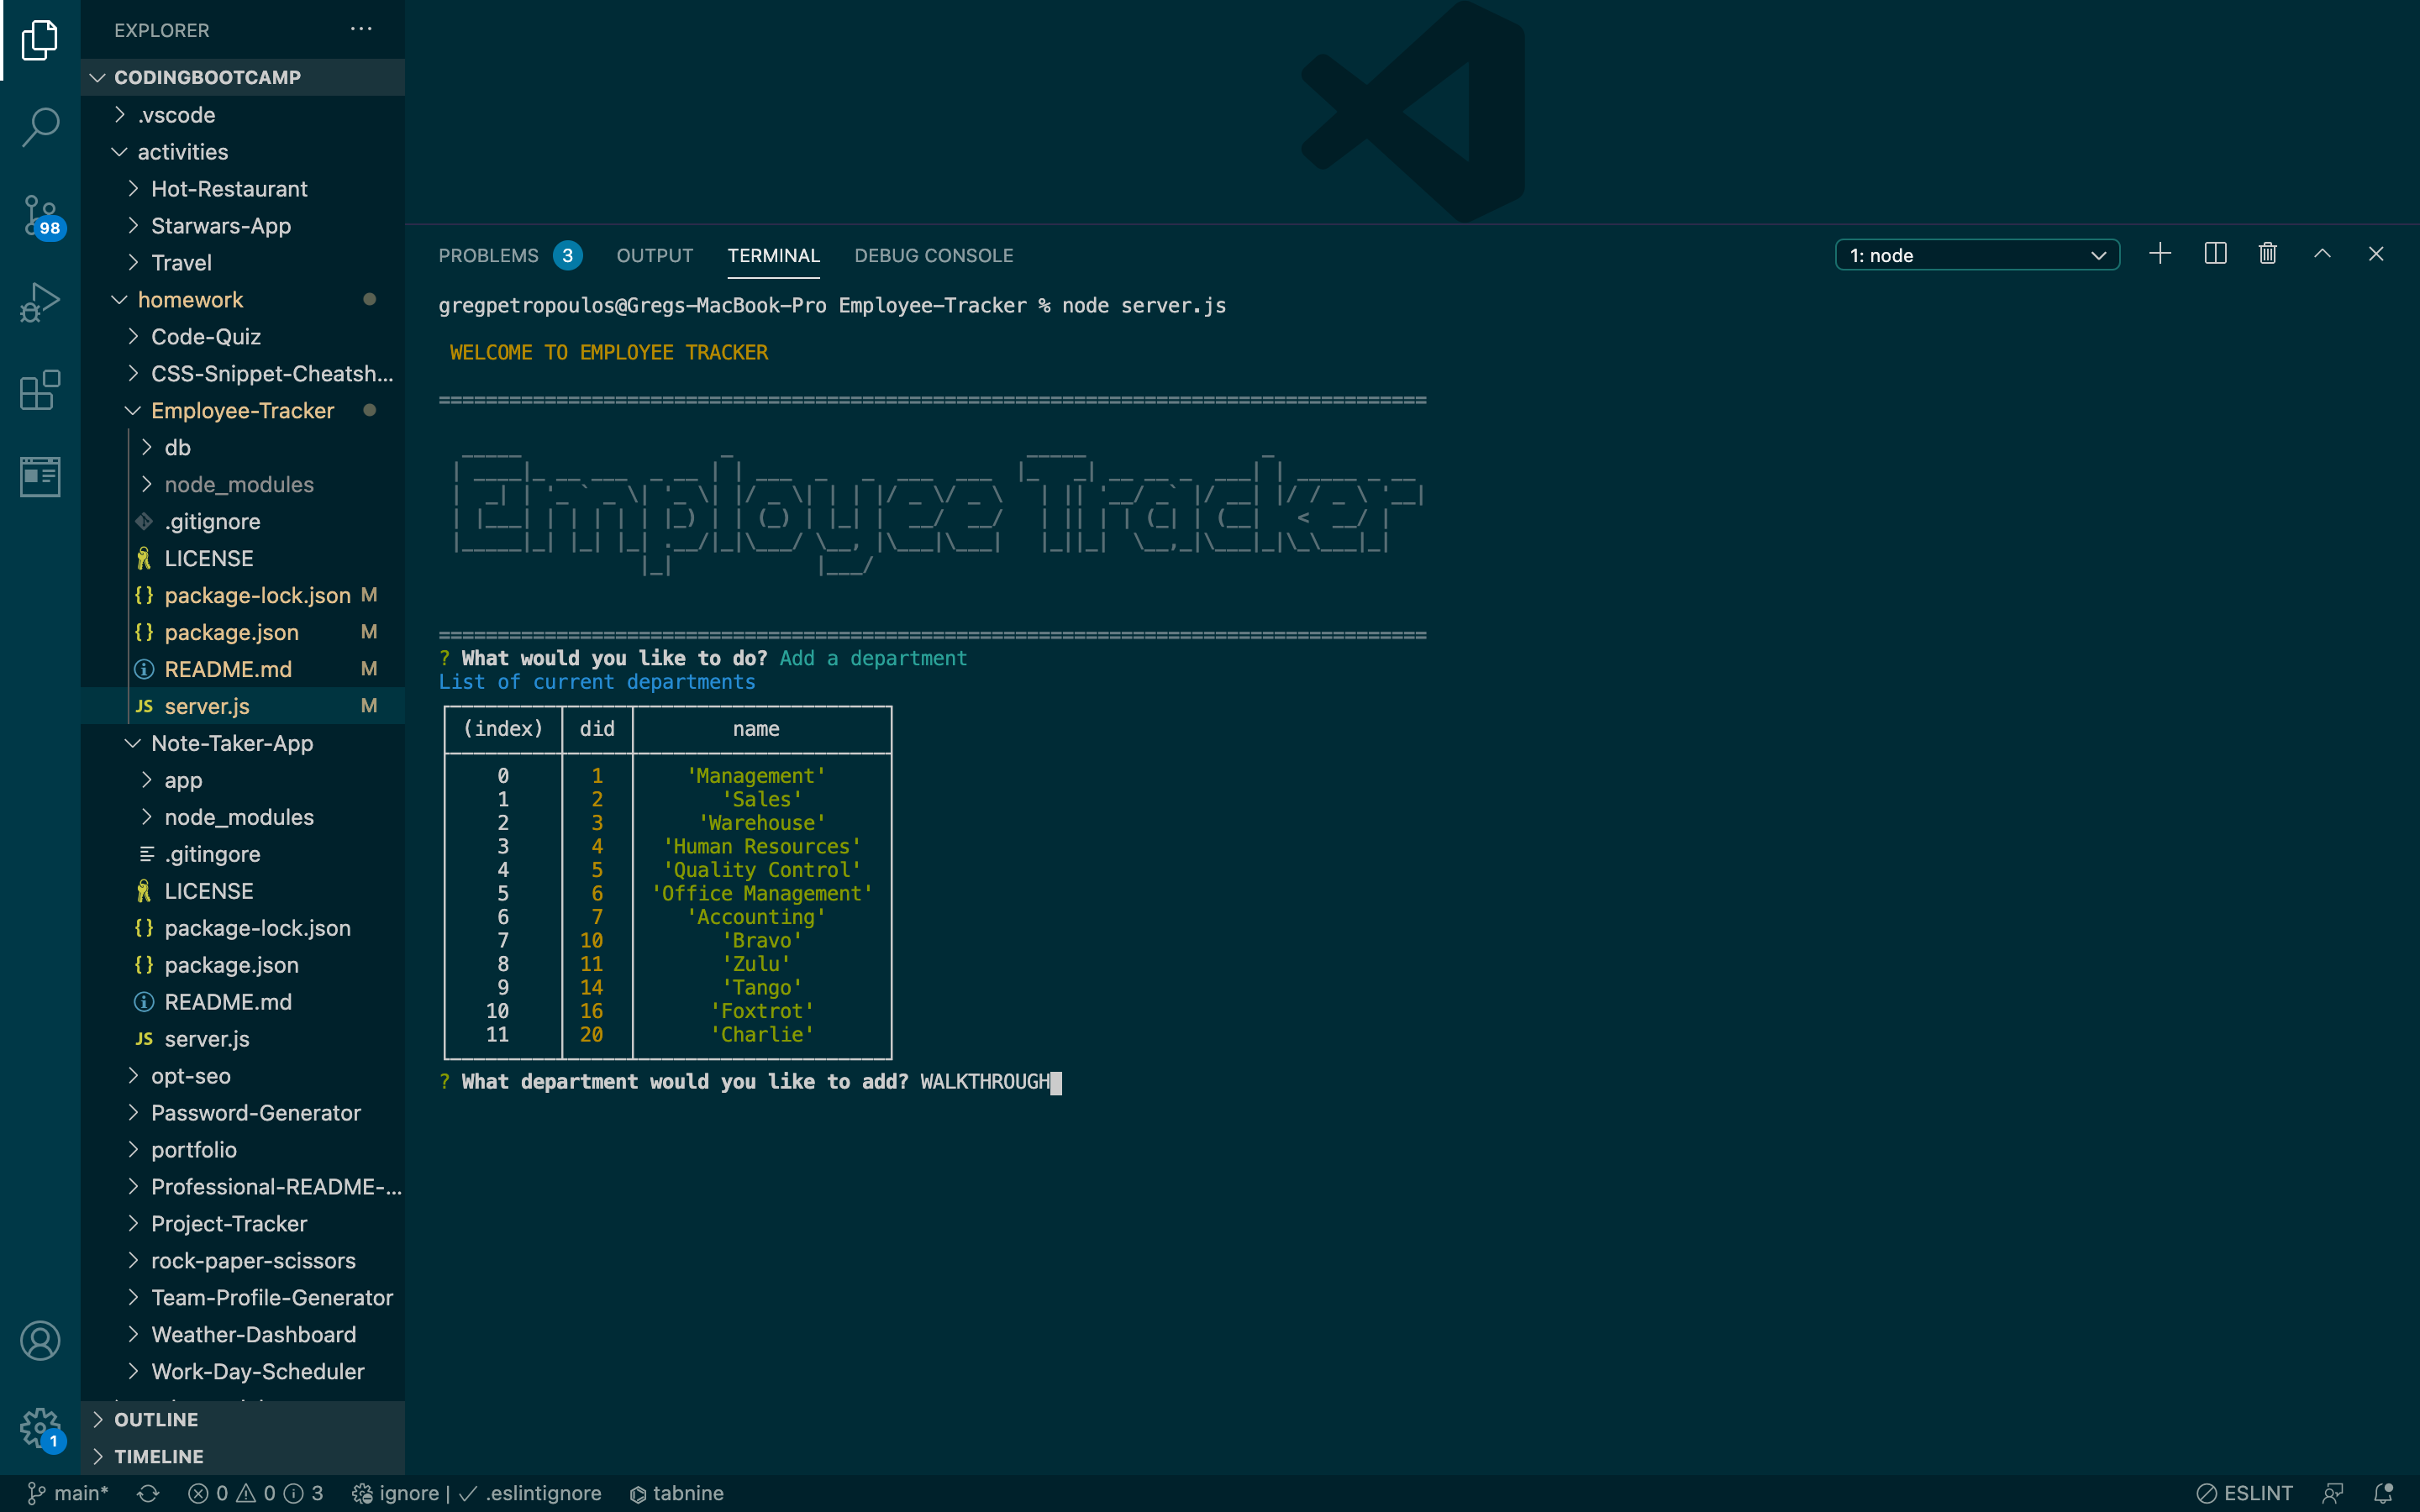 EXPLORER
CODINGBOOTCAMP
.vscode
activities
Hot-Restaurant
Starwars-App
Travel
homework
Code-Quiz
CSS-Snippet-Cheatsh...
Employee-Tracker
db
node_modules
.gitignore
LICENSE
package-lock.json M
package.json M
README.md M
JS server.js M
Note-Taker-App
app
node_modules
.gitingore
LICENSE
package-lock.json
package.json
README.md
JS server.js
opt-seo
Password-Generator
portfolio
Professional-README-...
Project-Tracker
rock-paper-scissors
Team-Profile-Generator
Weather-Dashboard
Work-Day-Scheduler
OUTLINE
TIMELINE
98
1
PROBLEMS 3 OUTPUT TERMINAL DEBUG CONSOLE 1: node
gregpetropoulos@Gregs-MacBook-Pro Employee-Tracker % node server.js
WELCOME TO EMPLOYEE TRACKER
====================================================================================
Employee Tracker
====================================================================================
? What would you like to do? Add a department
List of current departments
(index) did name
0 1 'Management'
1 2 'Sales'
2 3 'Warehouse'
3 4 'Human Resources'
4 5 'Quality Control'
5 6 'Office Management'
6 7 'Accounting'
7 10 'Bravo'
8 11 'Zulu'
9 14 'Tango'
10 16 'Foxtrot'
11 20 'Charlie'
? What department would you like to add? WALKTHROUGH
main* 0 0 3 ignore | ✓ .eslintignore tabnine ESLINT